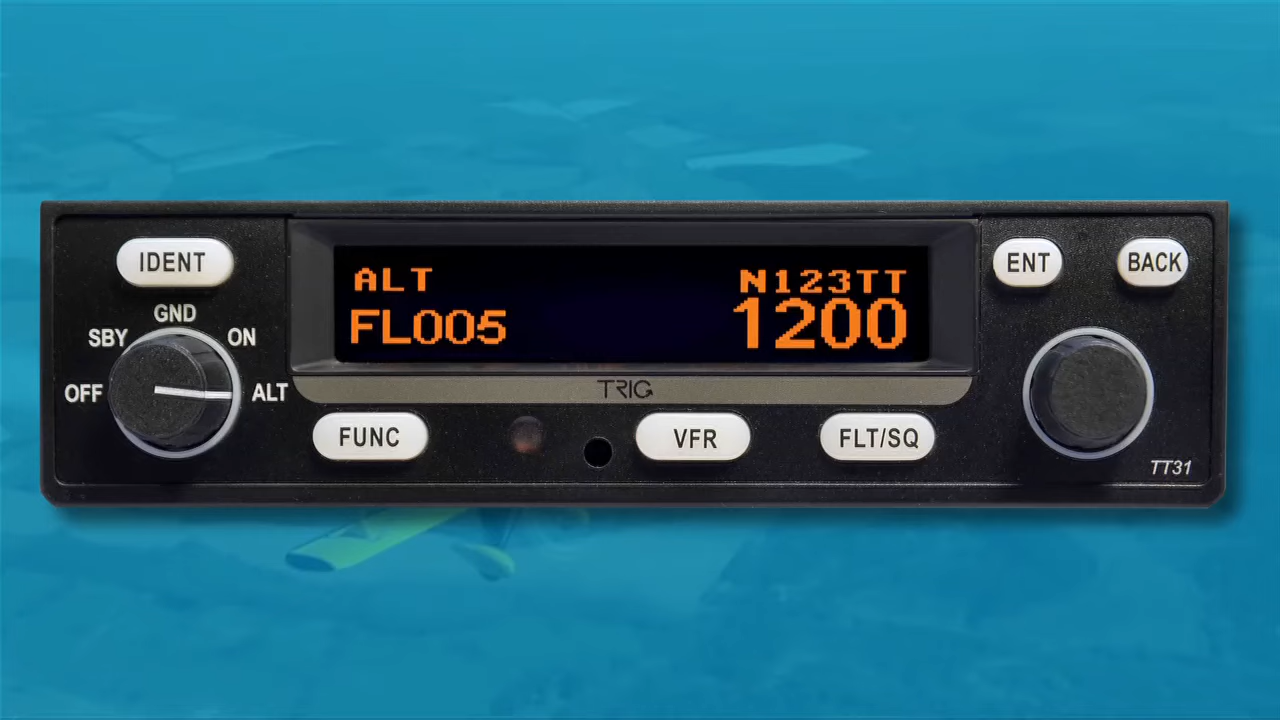 IDENT
GND
SBY
ON
OFF
ALT
ALT
FL005
N123TT
1200
TRIG
FUNC
VFR
FLT/SQ
ENT
BACK
TT31